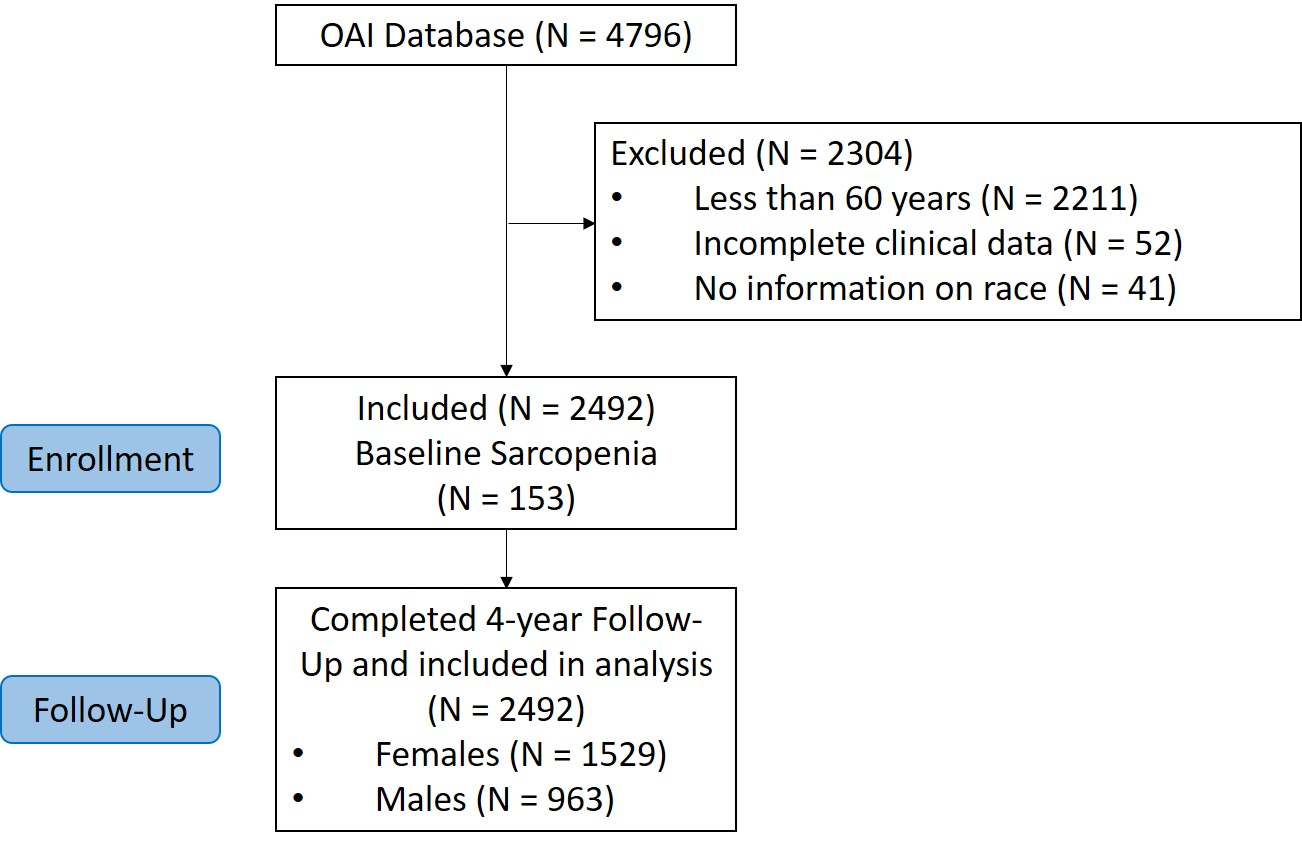 OAI Database (N = 4796)
Excluded (N = 2304)
• Less than 60 years (N = 2211)
• Incomplete clinical data (N = 52)
• No information on race (N = 41)
Included (N = 2492)
Baseline Sarcopenia
(N = 153)
Enrollment
Completed 4-year Follow-
Up and included in analysis
(N = 2492)
• Females (N = 1529)
• Males (N = 963)
Follow-Up